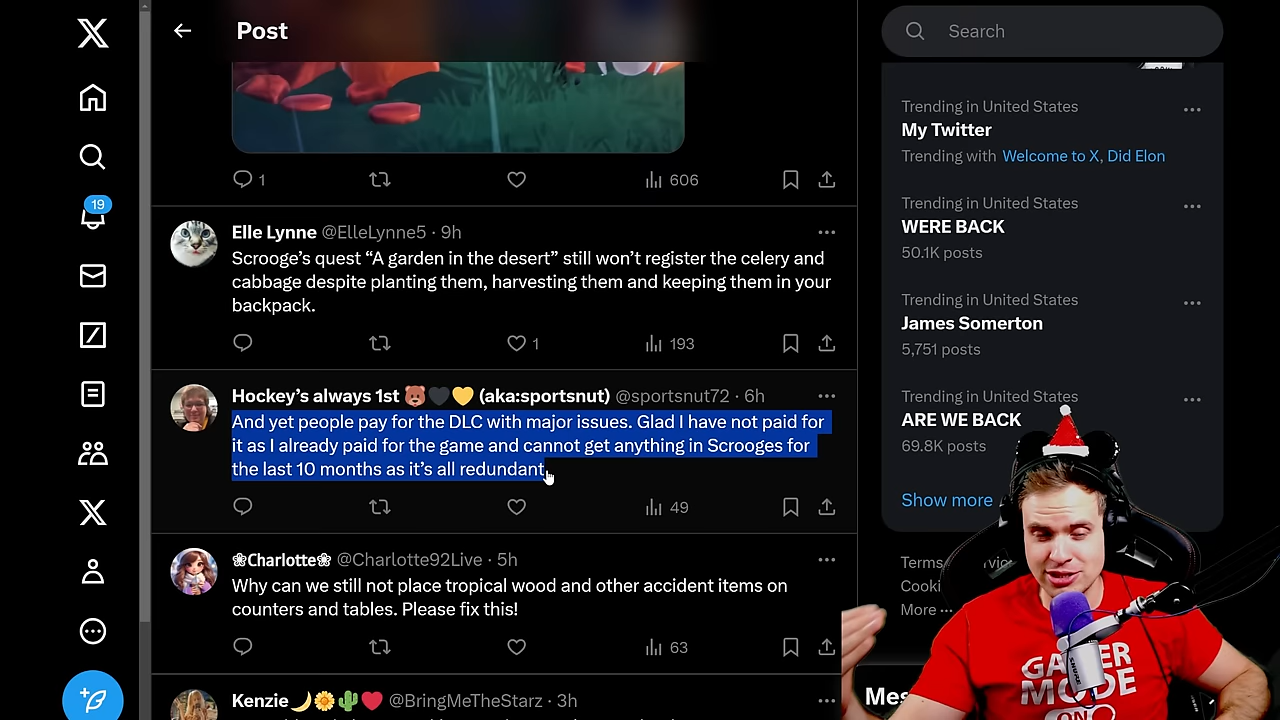 Post
Search
1
606
Trending in United States
My Twitter
Trending with Welcome to X, Did Elon
19
Elle Lynne @ElleLynne5 · 9h
Scrooge’s quest “A garden in the desert” still won’t register the celery and
cabbage despite planting them, harvesting them and keeping them in your
backpack.
1
193
Trending in United States
WERE BACK
50.1K posts
Trending in United States
James Somerton
5,751 posts
Hockey’s always 1st 🐻🖤💛 (aka:sportsnut) @sportsnut72 · 6h
And yet people pay for the DLC with major issues. Glad I have not paid for
it as I already paid for the game and cannot get anything in Scrooges for
the last 10 months as it’s all redundant
49
Trending in United States
ARE WE BACK
69.8K posts
Show more
❀Charlotte❀ @Charlotte92Live · 5h
Why can we still not place tropical wood and other accident items on
counters and tables. Please fix this!
63
Terms
More ···
Kenzie🌙🌼🌵❤️ @BringMeTheStarz · 3h
GAMER
MODE
ON